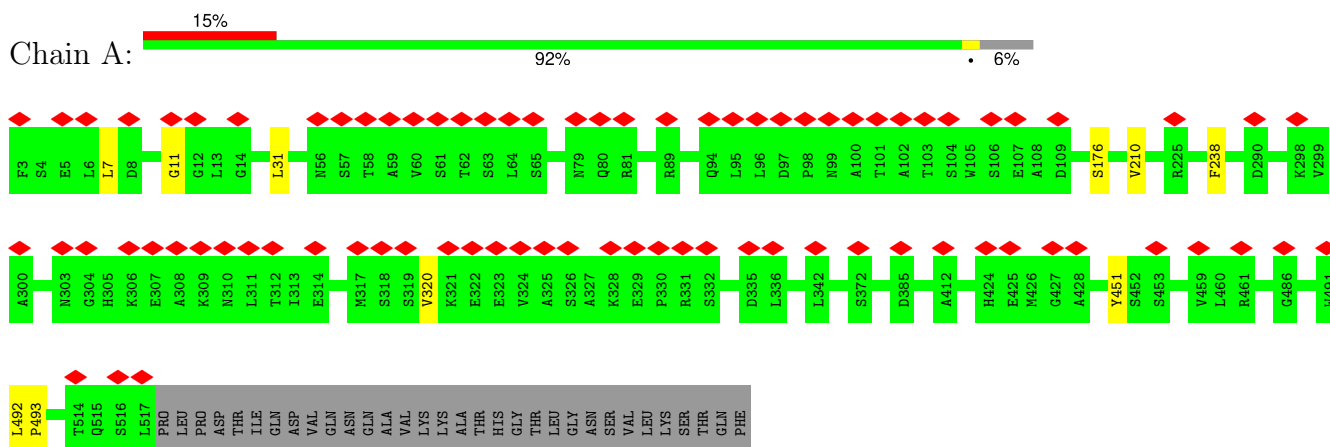 15%
Chain A:
92% • 6%
F3 S4 E5 L6 L7 D8 G11 G12 L13 G14 L31 N56 S57 T58 A59 V60 S61 T62 S63 L64 S65 N79 Q80 R81 R89 Q94 L95 L96 D97 P98 N99 A100 T101 A102 T103 S104 W105 S106 E107 A108 D109 S176 V210 R225 F238 D290 K298 V299
A300 N303 G304 H305 K306 E307 A308 K309 N310 L311 T312 I313 E314 M317 S318 S319 V320 K321 E322 E323 V324 A325 S326 A327 K328 E329 P330 R331 S332 D335 L336 L342 S372 D385 A412 H424 E425 M426 G427 A428 Y451 S452 S453 V459 L460 R461 G486 W491
L492 P493 T514 Q515 S516 L517 PRO LEU PRO ASP THR ILE GLN ASP VAL GLN ASN GLN ALA VAL LYS LYS ALA THR HIS GLY THR LEU GLY ASN SER VAL LEU LYS SER THR GLN PHE